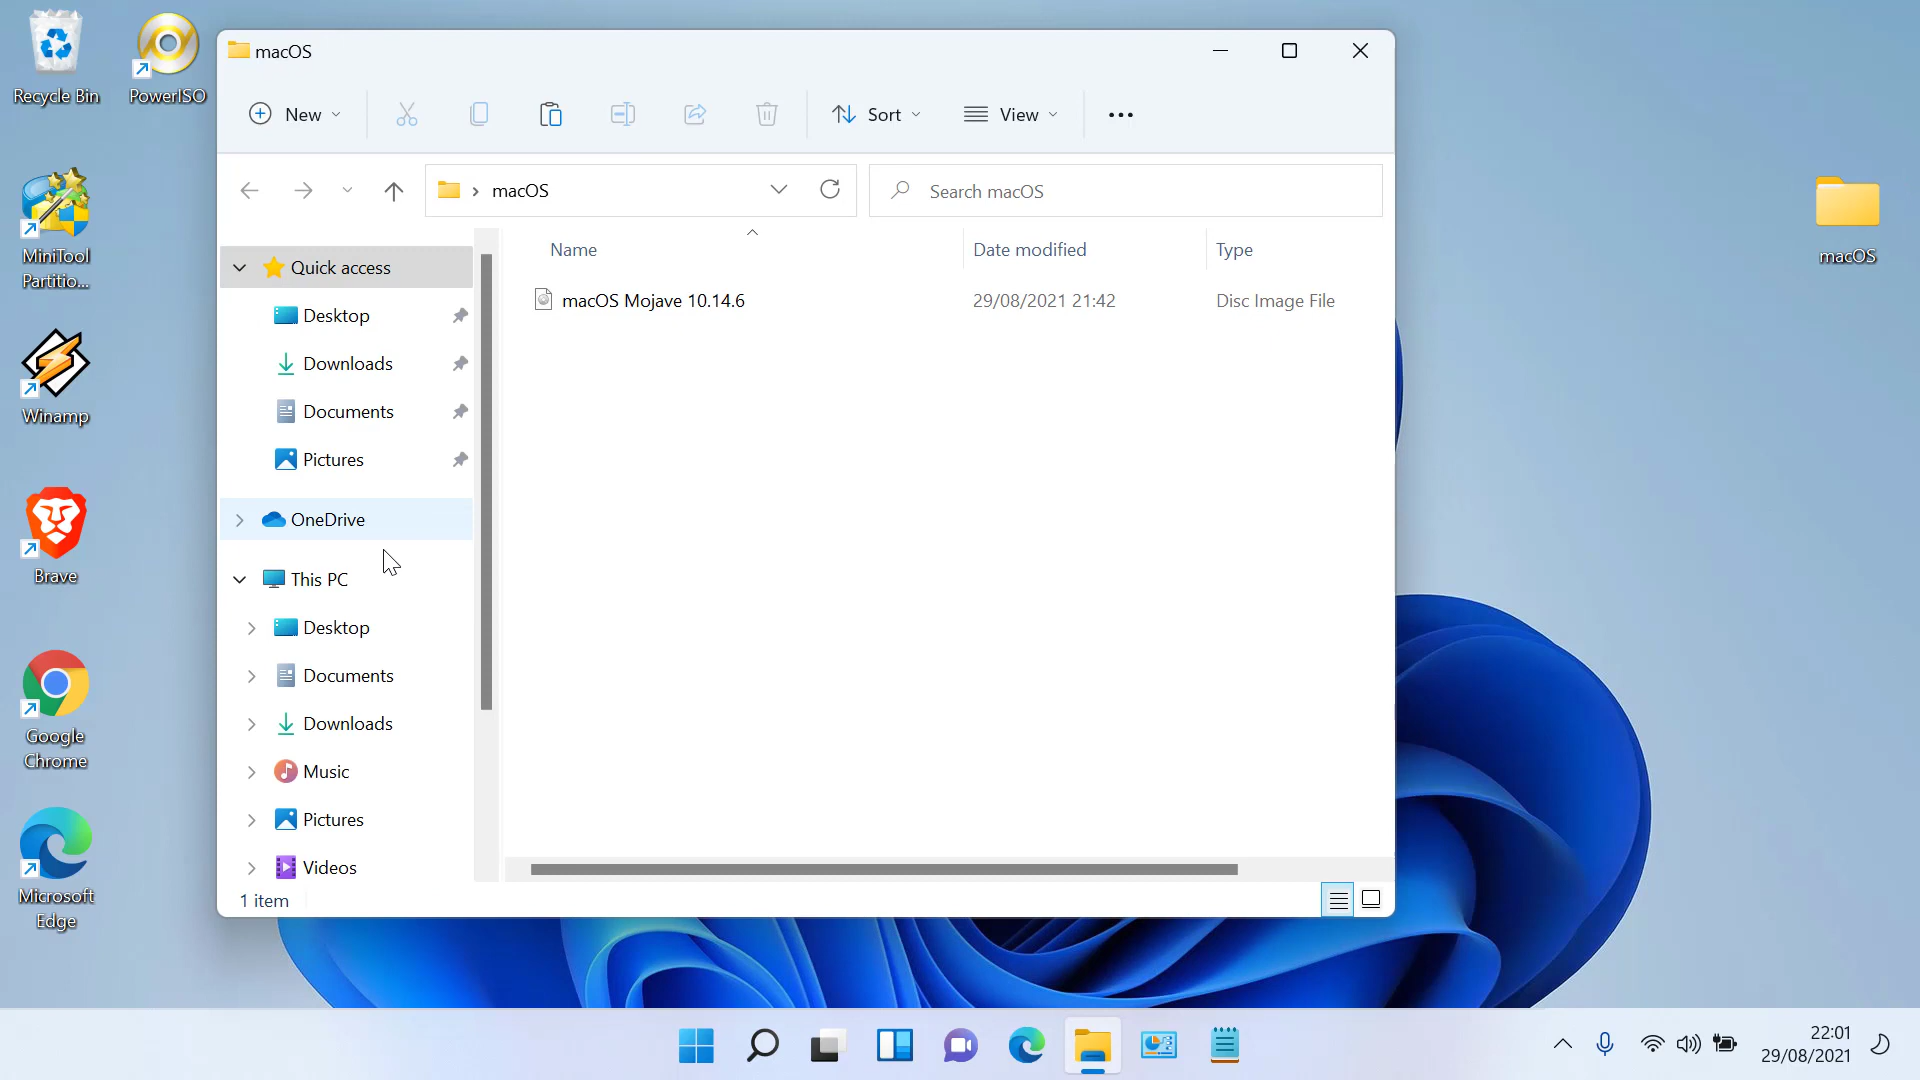 Recycle Bin
PowerISO
MiniTool
Partitio...
Winamp
Brave
Google
Chrome
Microsoft
Edge
macOS
New
Sort
View
macOS
Search macOS
Quick access
Desktop
Downloads
Documents
Pictures
OneDrive
This PC
Desktop
Documents
Downloads
Music
Pictures
Videos
Name
Date modified
Type
macOS Mojave 10.14.6
29/08/2021 21:42
Disc Image File
1 item
macOS
22:01
29/08/2021